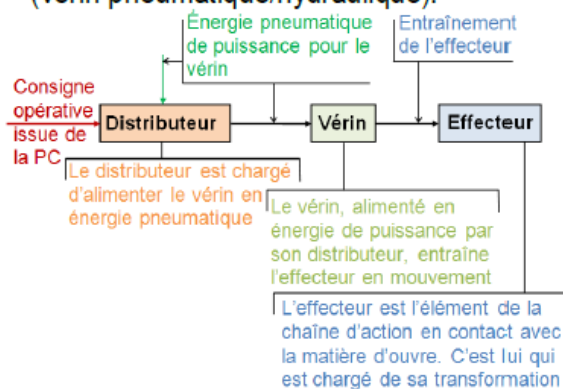 (vérin pneumatique/hydraulique).
Énergie pneumatique
de puissance pour le
vérin
Entraînement
de l'effecteur
Consigne
opérative
issue de
la PC
Distributeur
Vérin
Effecteur
Le distributeur est chargé
d'alimenter le vérin en
énergie pneumatique
Le vérin, alimenté en
énergie de puissance par
son distributeur, entraîne
l'effecteur en mouvement
L'effecteur est l'élément de la
chaîne d'action en contact avec
la matière d'ouvre. C'est lui qui
est chargé de sa transformation